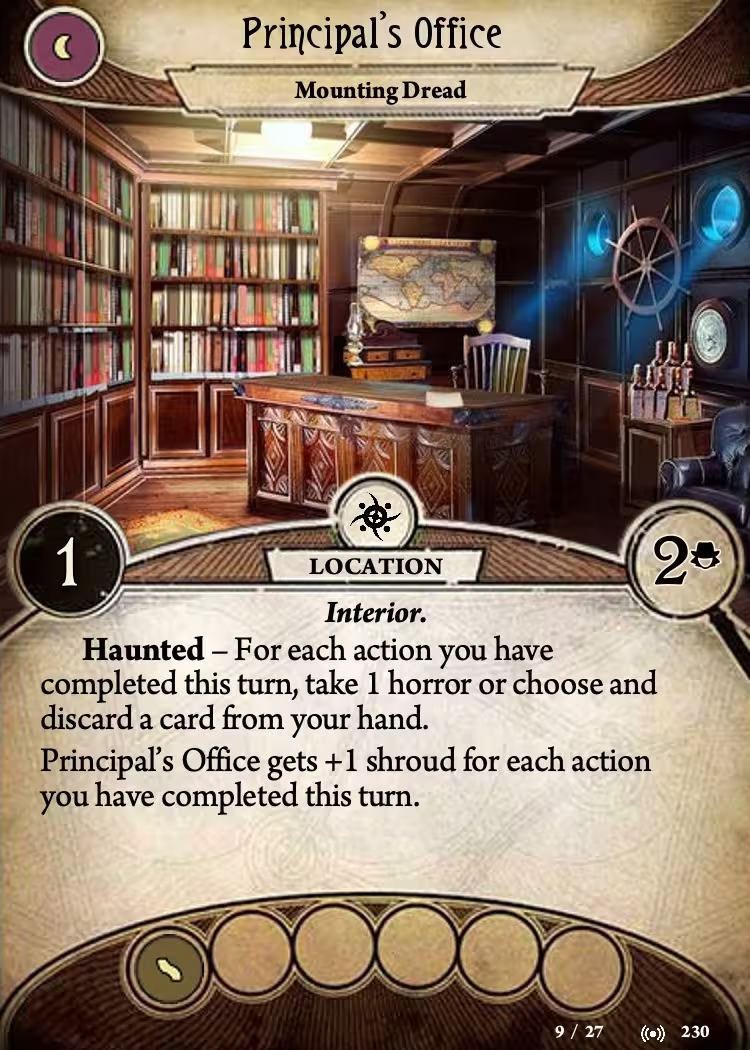 Principal's Office
Mounting Dread
1
LOCATION
2
Interior.
Haunted – For each action you have
completed this turn, take 1 horror or choose and
discard a card from your hand.
Principal's Office gets +1 shroud for each action
you have completed this turn.
9 / 27 230